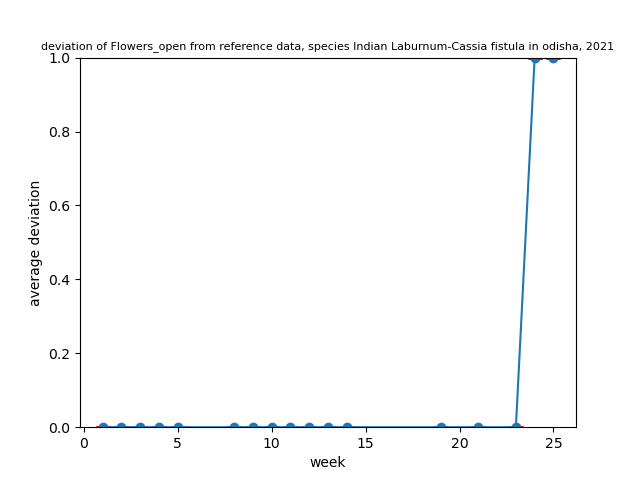 deviation of Flowers_open from reference data, species Indian Laburnum-Cassia fistula in odisha, 2021
1.0
0.8
0.6
0.4
0.2
0.0
average deviation
0 5 10 15 20 25
week